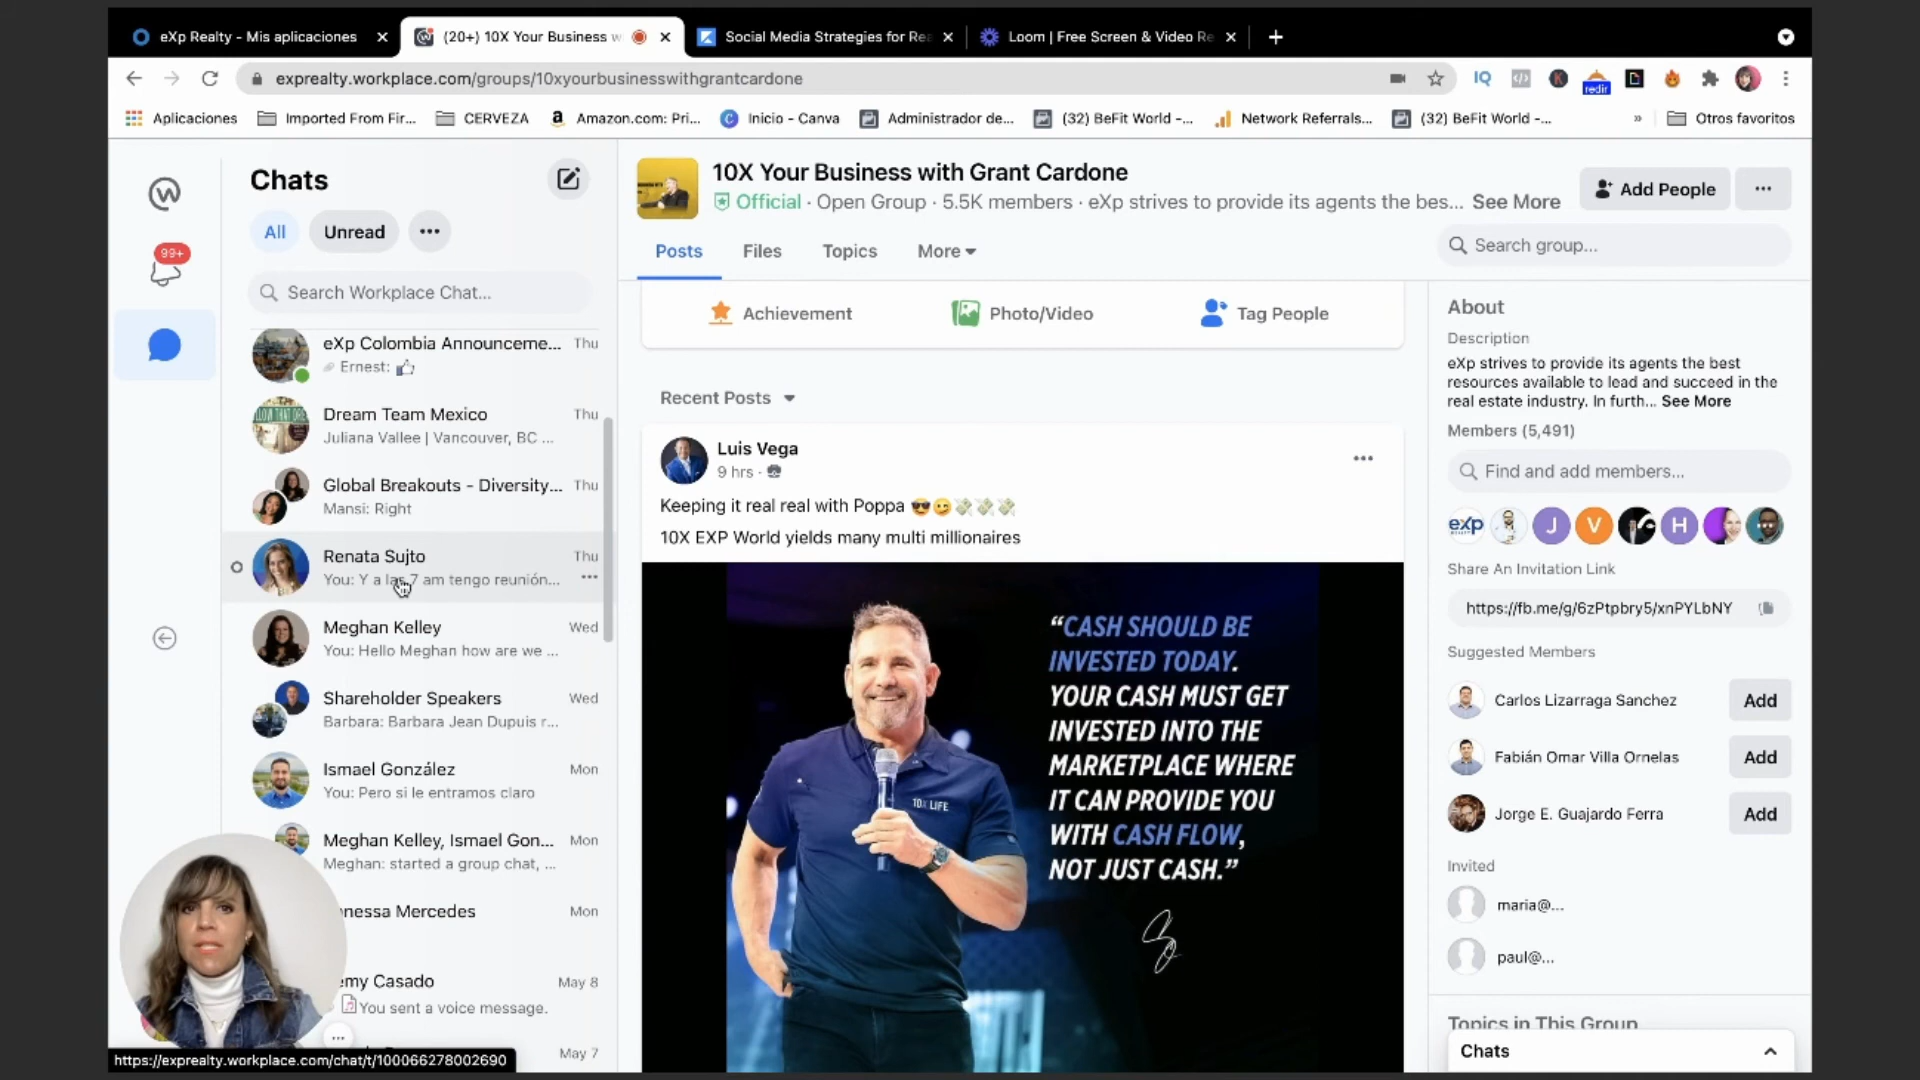 eXp Realty - Mis aplicaciones
(20+) 10X Your Business w
Social Media Strategies for Rea
Loom | Free Screen & Video Re
exprealty.workplace.com/groups/10xyourbusinesswithgrantcardone
IQ
K
redir
Aplicaciones
Imported From Fir...
CERVEZA
Amazon.com: Pri...
Inicio - Canva
Administrador de...
(32) BeFit World -...
Network Referrals...
(32) BeFit World -...
Otros favoritos
99+
Chats
All
Unread
Search Workplace Chat...
eXp Colombia Announceme...
Thu
Ernest: 👍
Dream Team Mexico
Thu
Juliana Vallee | Vancouver, BC ...
Global Breakouts - Diversity...
Thu
Mansi: Right
Renata Sujto
Thu
You: Y a las 7 am tengo reunión...
Meghan Kelley
Wed
You: Hello Meghan how are we ...
Shareholder Speakers
Wed
Barbara: Barbara Jean Dupuis r...
Ismael González
Mon
You: Pero si le entramos claro
Meghan Kelley, Ismael Gon...
Mon
Meghan: started a group chat, ...
nessa Mercedes
Mon
emy Casado
May 8
You sent a voice message.
May 7
https://exprealty.workplace.com/chat/t/100066278002690
10X Your Business with Grant Cardone
Official · Open Group · 5.5K members · eXp strives to provide its agents the bes... See More
Add People
Posts
Files
Topics
More
Search group...
Achievement
Photo/Video
Tag People
Recent Posts
Luis Vega
9 hrs ·
Keeping it real real with Poppa 😎🤪💸💸💸
10X EXP World yields many multi millionaires
“CASH SHOULD BE
INVESTED TODAY.
YOUR CASH MUST GET
INVESTED INTO THE
MARKETPLACE WHERE
IT CAN PROVIDE YOU
WITH CASH FLOW,
NOT JUST CASH.”
10X LIFE
About
Description
eXp strives to provide its agents the best
resources available to lead and succeed in the
real estate industry. In furth... See More
Members (5,491)
Find and add members...
eXp
J
V
H
Share An Invitation Link
https://fb.me/g/6zPtpbry5/xnPYLbNY
Suggested Members
Carlos Lizarraga Sanchez
Add
Fabián Omar Villa Ornelas
Add
Jorge E. Guajardo Ferra
Add
Invited
maria@...
paul@...
Topics in This Group
Chats